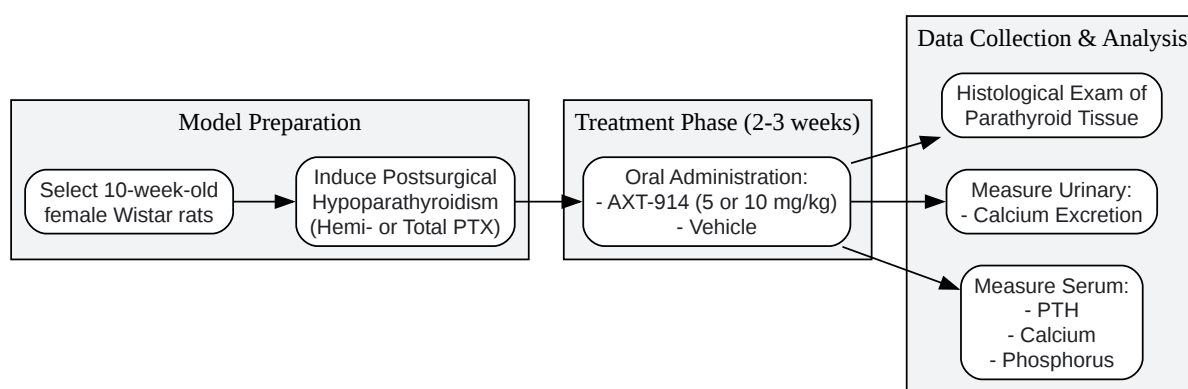 Model Preparation
Select 10-week-old
female Wistar rats
Induce Postsurgical
Hypoparathyroidism
(Hemi- or Total PTX)
Treatment Phase (2-3 weeks)
Oral Administration:
- AXT-914 (5 or 10 mg/kg)
- Vehicle
Data Collection & Analysis
Histological Exam of
Parathyroid Tissue
Measure Urinary:
- Calcium Excretion
Measure Serum:
- PTH
- Calcium
- Phosphorus